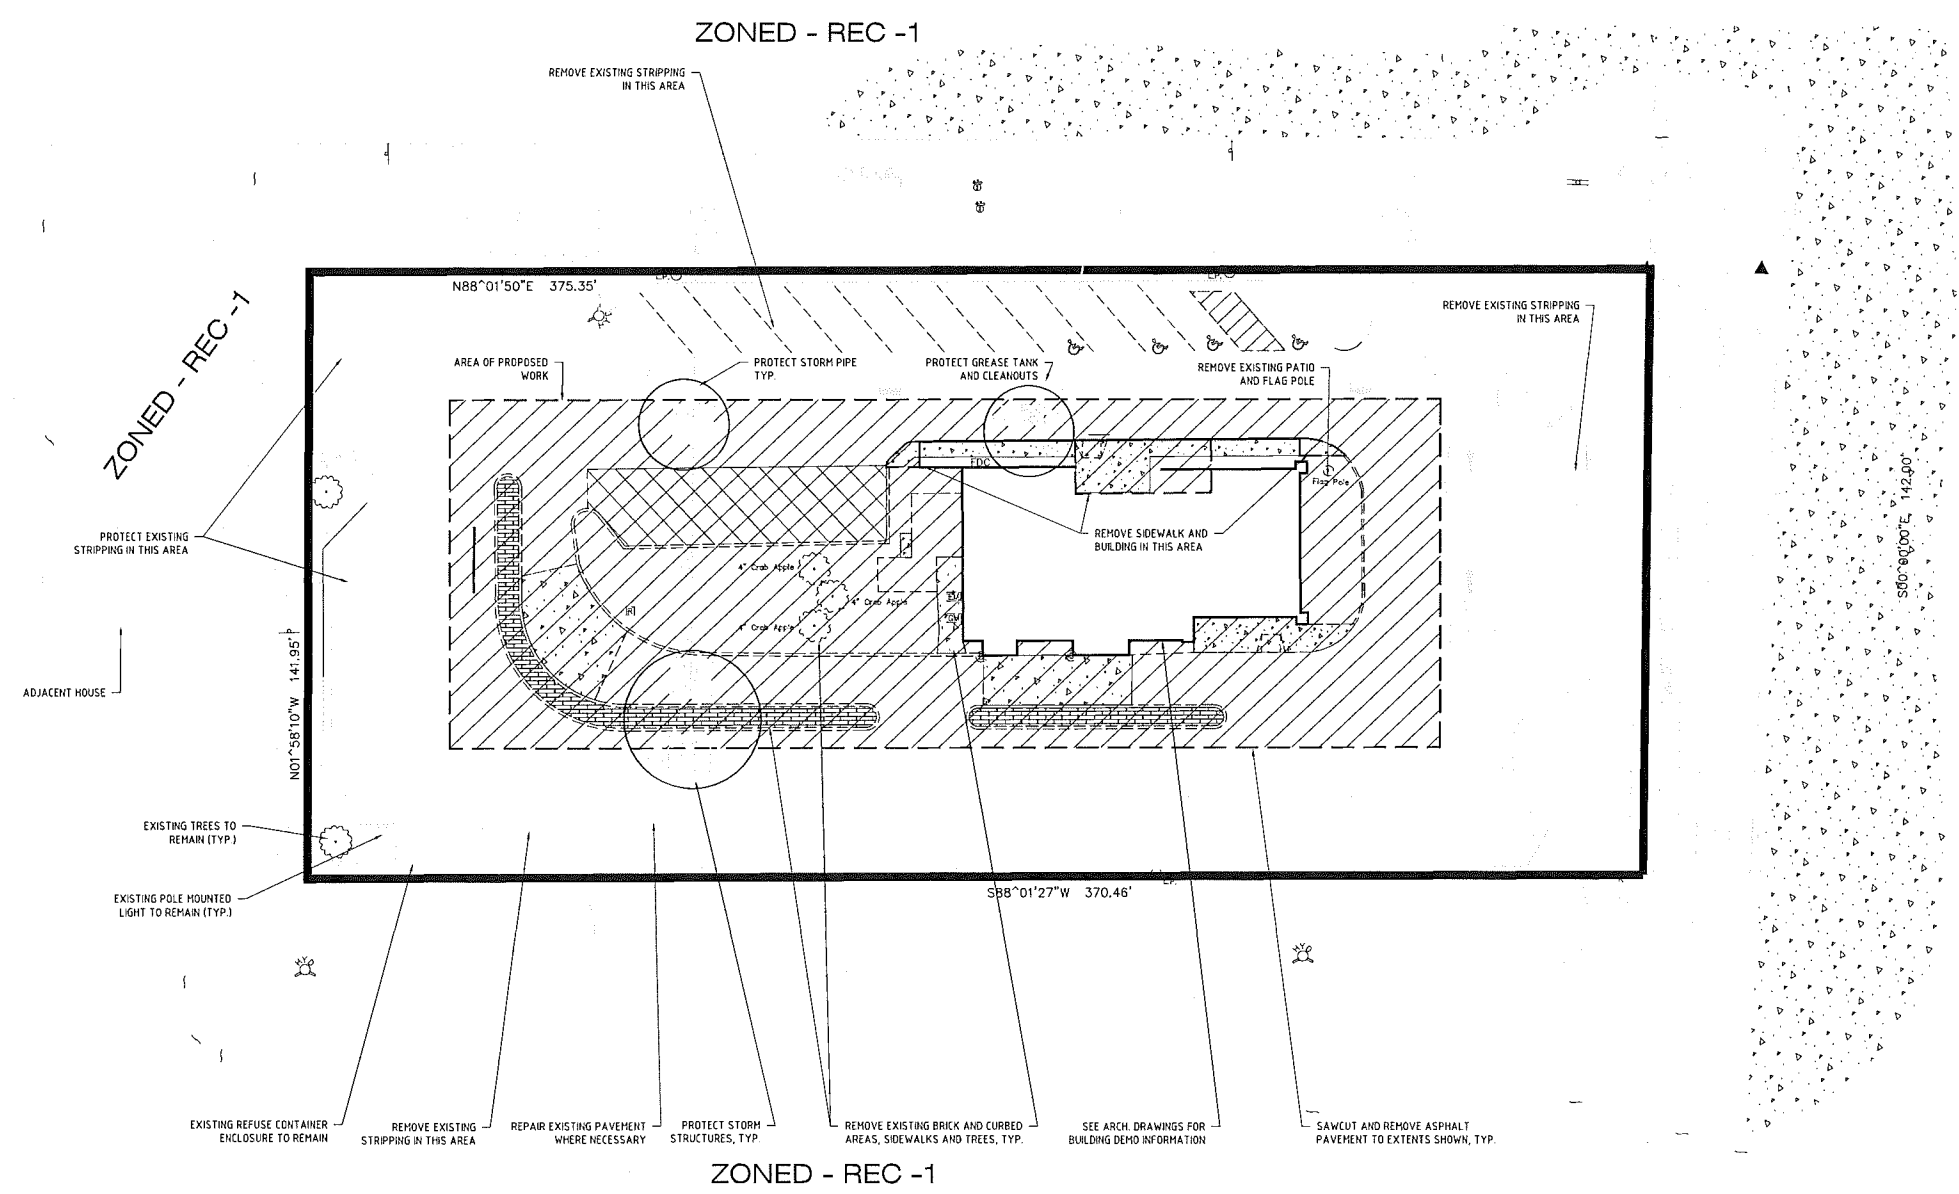 ZONED - REC -1
REMOVE EXISTING STRIPPING
IN THIS AREA
LP.
LP.
N88^01'50"E 375.35'
REMOVE EXISTING STRIPPING
IN THIS AREA
ZONED - REC -1
AREA OF PROPOSED
WORK
PROTECT STORM PIPE
TYP.
PROTECT GREASE TANK
AND CLEANOUTS
REMOVE EXISTING PATIO
AND FLAG POLE
FDC
Flag Pole
S00^00'00"E 142.00'
PROTECT EXISTING
STRIPPING IN THIS AREA
REMOVE SIDEWALK AND
BUILDING IN THIS AREA
4" Crab Apple
4" Crab Apple
4" Crab Apple
N01^58'10"W 141.95'
ADJACENT HOUSE
EXISTING TREES TO
REMAIN (TYP.)
EXISTING POLE MOUNTED
LIGHT TO REMAIN (TYP.)
LP.
S88^01'27"W 370.46'
HYD
HYD
EXISTING REFUSE CONTAINER
ENCLOSURE TO REMAIN
REMOVE EXISTING
STRIPPING IN THIS AREA
REPAIR EXISTING PAVEMENT
WHERE NECESSARY
PROTECT STORM
STRUCTURES, TYP.
REMOVE EXISTING BRICK AND CURBED
AREAS, SIDEWALKS AND TREES, TYP.
SEE ARCH. DRAWINGS FOR
BUILDING DEMO INFORMATION
SAWCUT AND REMOVE ASPHALT
PAVEMENT TO EXTENTS SHOWN, TYP.
ZONED - REC -1